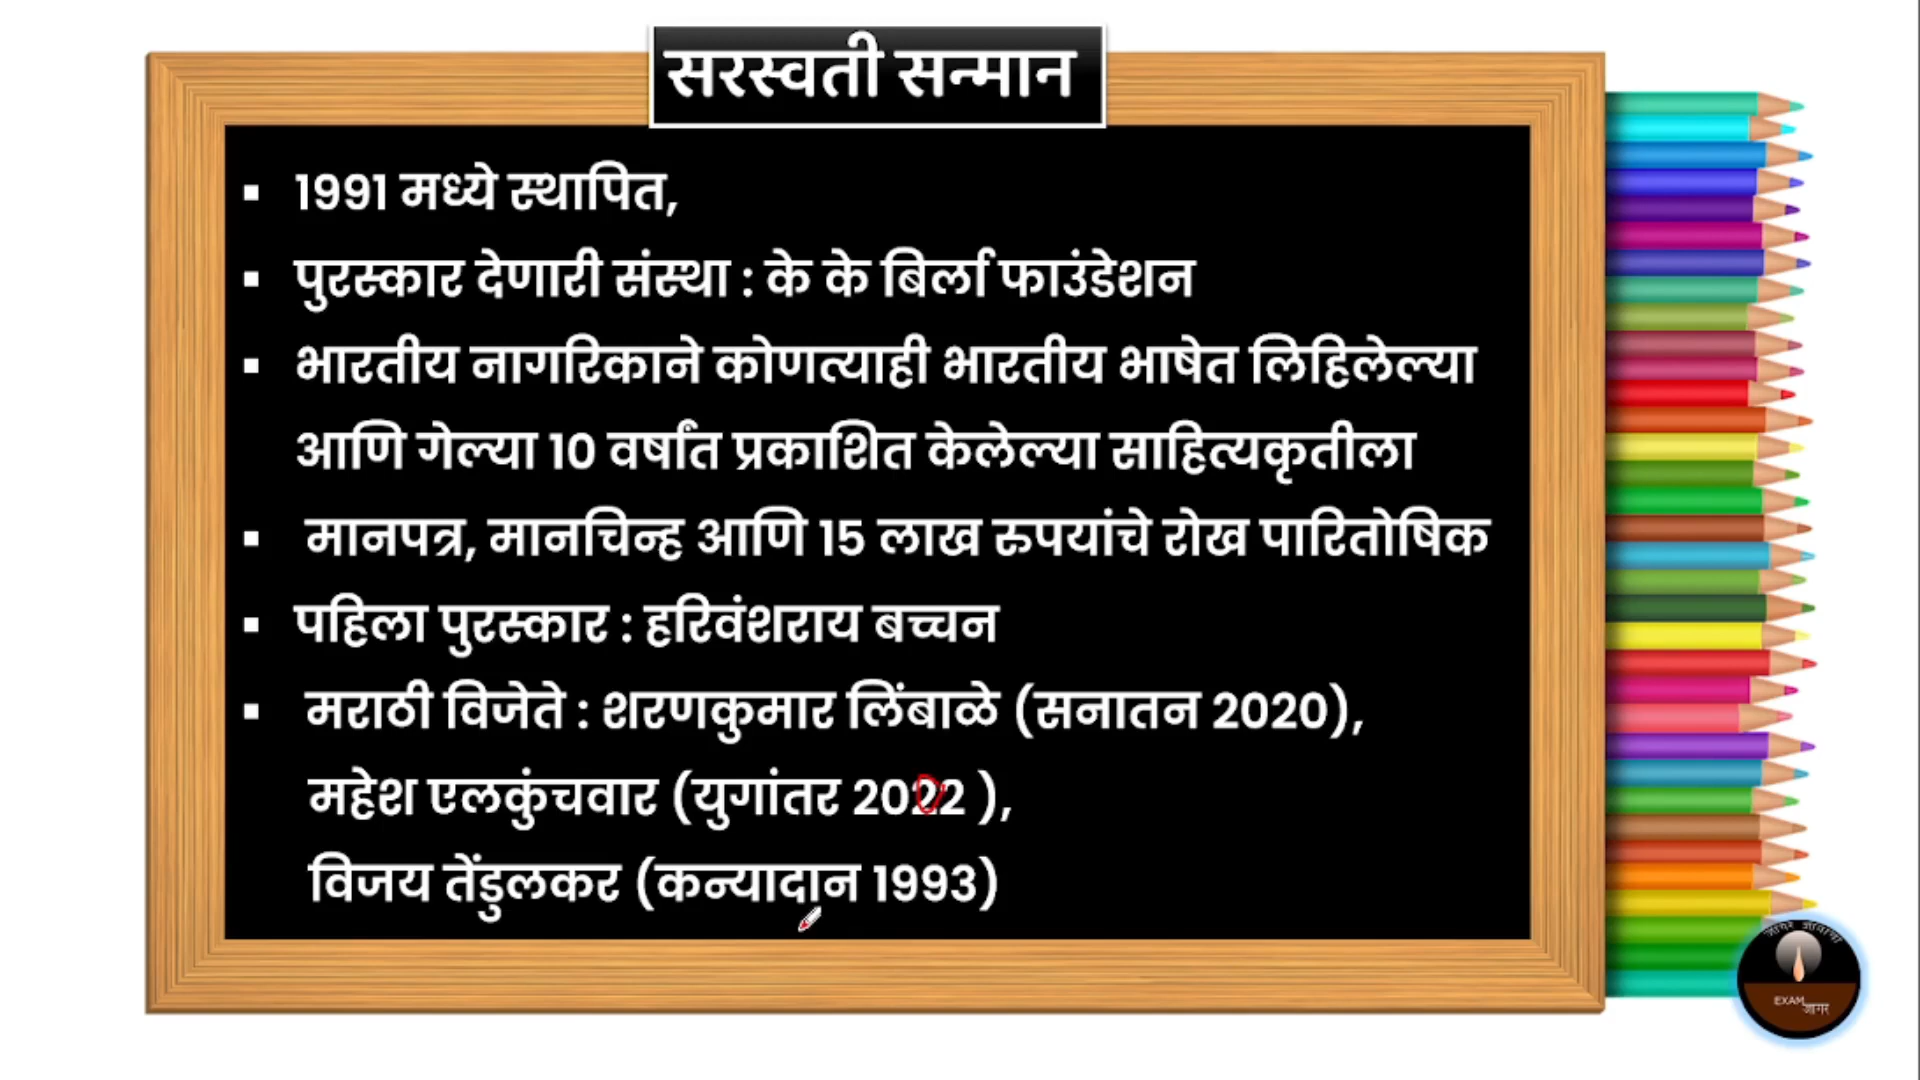 सरस्वती सन्मान
▪ 1991 मध्ये स्थापित,
▪ पुरस्कार देणारी संस्था : के के बिर्ला फाउंडेशन
▪ भारतीय नागरिकाने कोणत्याही भारतीय भाषेत लिहिलेल्या
आणि गेल्या 10 वर्षांत प्रकाशित केलेल्या साहित्यकृतीला
▪ मानपत्र, मानचिन्ह आणि 15 लाख रुपयांचे रोख पारितोषिक
▪ पहिला पुरस्कार : हरिवंशराय बच्चन
▪ मराठी विजेते : शरणकुमार लिंबाळे (सनातन 2020),
महेश एलकुंचवार (युगांतर 2022 ),
विजय तेंडुलकर (कन्यादान 1993)
EXAM
जागर